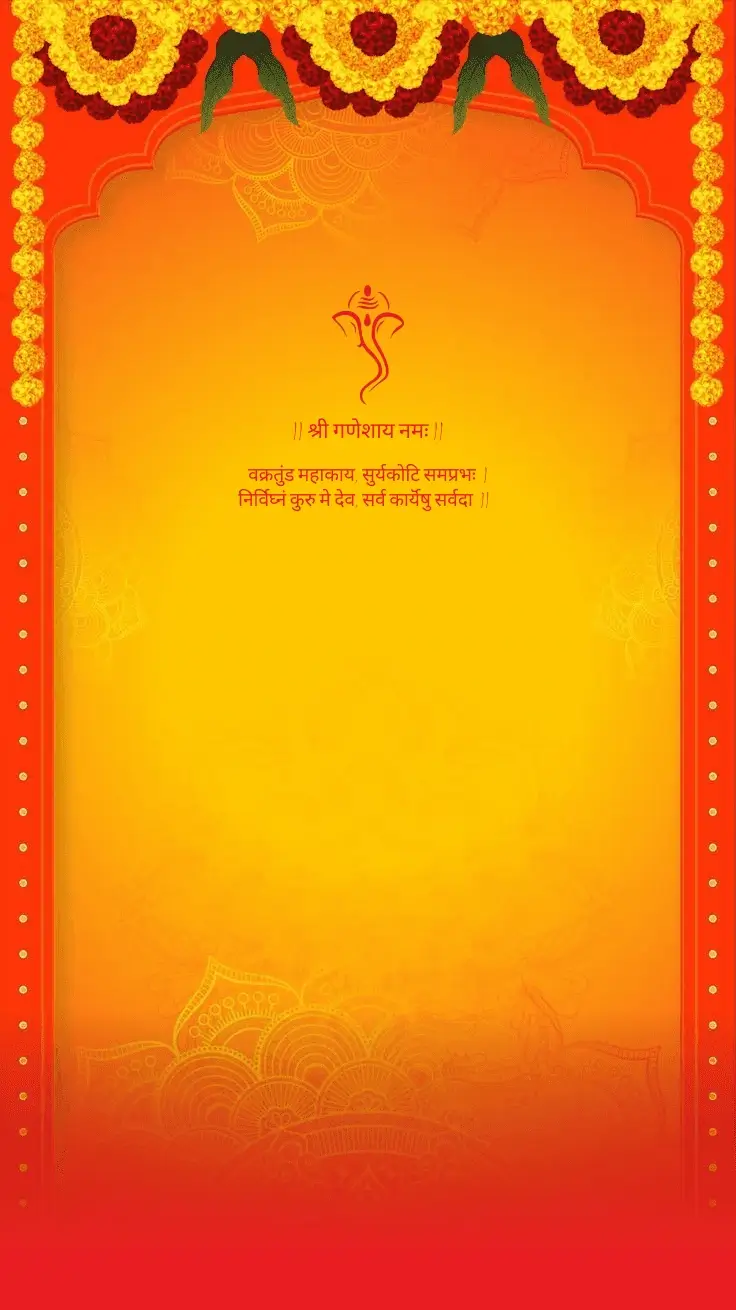 || श्री गणेशाय नमः ||
वक्रतुंड महाकाय, सुर्यकोटि समप्रभः |
निर्विघ्नं कुरु मे देव, सर्व कार्येषु सर्वदा ||